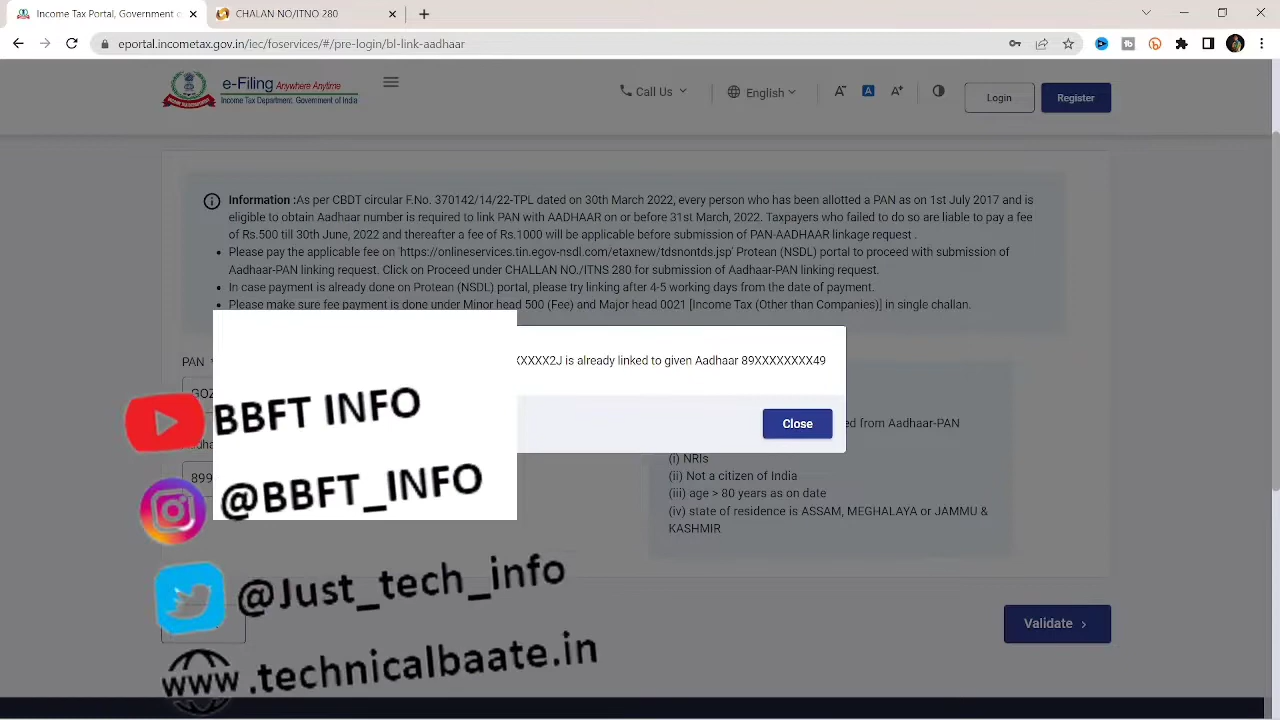 Income Tax Portal, Government c
CHALAN NO/ITNO 280
eportal.incometax.gov.in/iec/foservices/#/pre-login/bl-link-aadhaar
e-Filing Anywhere Anytime
Income Tax Department, Government of India
Call Us
English
A-
A
A+
Login
Register
Information :As per CBDT circular F.No. 370142/14/22-TPL dated on 30th March 2022, every person who has been allotted a PAN as on 1st July 2017 and is
eligible to obtain Aadhaar number is required to link PAN with AADHAAR on or before 31st March, 2022. Taxpayers who failed to do so are liable to pay a fee
of Rs.500 till 30th June, 2022 and thereafter a fee of Rs.1000 will be applicable before submission of PAN-AADHAAR linkage request .
• Please pay the applicable fee on 'https://onlineservices.tin.egov-nsdl.com/etaxnew/tdsnontds.jsp' Protean (NSDL) portal to proceed with submission of
Aadhaar-PAN linking request. Click on Proceed under CHALLAN NO./ITNS 280 for submission of Aadhaar-PAN linking request.
• In case payment is already done on Protean (NSDL) portal, please try linking after 4-5 working days from the date of payment.
• Please make sure fee payment is done under Minor head 500 (Fee) and Major head 0021 [Income Tax (Other than Companies)] in single challan.
PAN
XXXXX2J is already linked to given Aadhaar 89XXXXXXXX49
GOZ
Close
ed from Aadhaar-PAN
dha
(i) NRIs
(ii) Not a citizen of India
(iii) age > 80 years as on date
(iv) state of residence is ASSAM, MEGHALAYA or JAMMU &
KASHMIR
899
BBFT INFO
@BBFT_INFO
@Just_tech_info
www.technicalbaate.in
Validate >